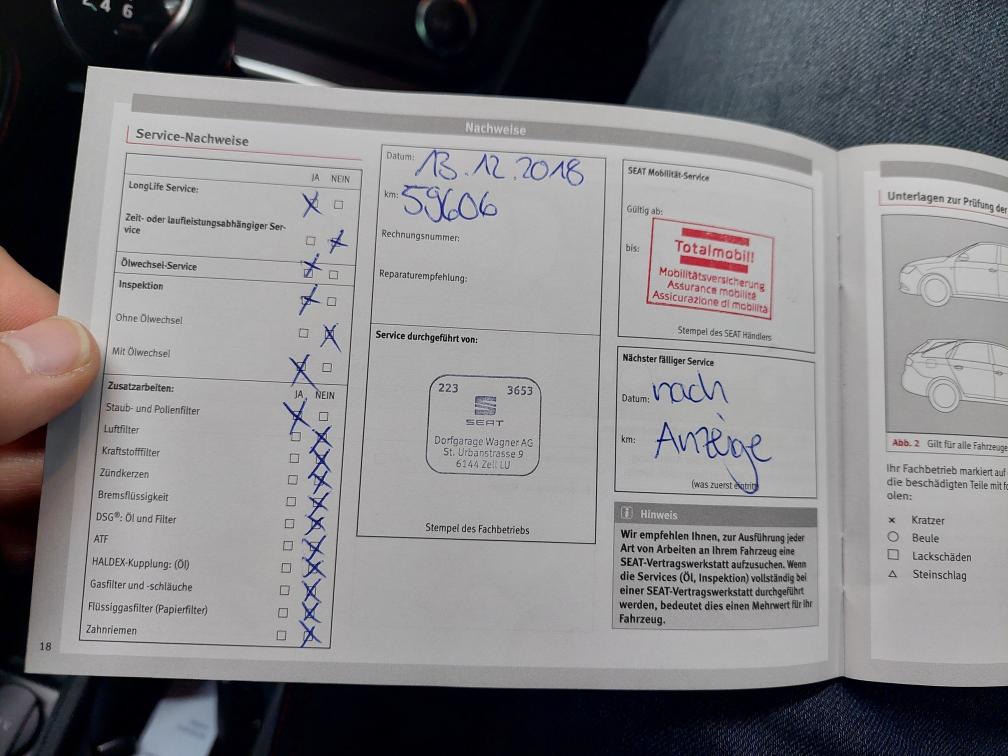 4 6
Nachweise
Service-Nachweise
JA NEIN
LongLife Service:
Zeit- oder laufleistungsabhängiger Ser-
vice
Ölwechsel-Service
Inspektion
Ohne Ölwechsel
Mit Ölwechsel
Zusatzarbeiten:
JA NEIN
Staub- und Pollenfilter
Luftfilter
Kraftstofffilter
Zündkerzen
Bremsflüssigkeit
DSG®: Öl und Filter
ATF
HALDEX-Kupplung: (Öl)
Gasfilter und -schläuche
Flüssiggasfilter (Papierfilter)
Zahnriemen
18
Datum: 13.12.2018
km: 59606
Rechnungsnummer:
Reparaturempfehlung:
Service durchgeführt von:
223 3653
SEAT
Dorfgarage Wagner AG
St. Urbanstrasse 9
6144 Zell LU
Stempel des Fachbetriebs
SEAT Mobilität-Service
Gültig ab:
bis:
Totalmobil!
Mobilitätsversicherung
Assurance mobilité
Assicurazione di mobilità
Stempel des SEAT Händlers
Nächster fälliger Service
Datum: nach
km: Anzeige
(was zuerst eintritt)
Hinweis
Wir empfehlen Ihnen, zur Ausführung jeder
Art von Arbeiten an Ihrem Fahrzeug eine
SEAT-Vertragswerkstatt aufzusuchen. Wenn
die Services (Öl, Inspektion) vollständig bei
einer SEAT-Vertragswerkstatt durchgeführt
werden, bedeutet dies einen Mehrwert für Ihr
Fahrzeug.
Unterlagen zur Prüfung der
Abb. 2 Gilt für alle Fahrzeuge
Ihr Fachbetrieb markiert auf
die beschädigten Teile mit fo
olen:
Kratzer
Beule
Lackschäden
Steinschlag